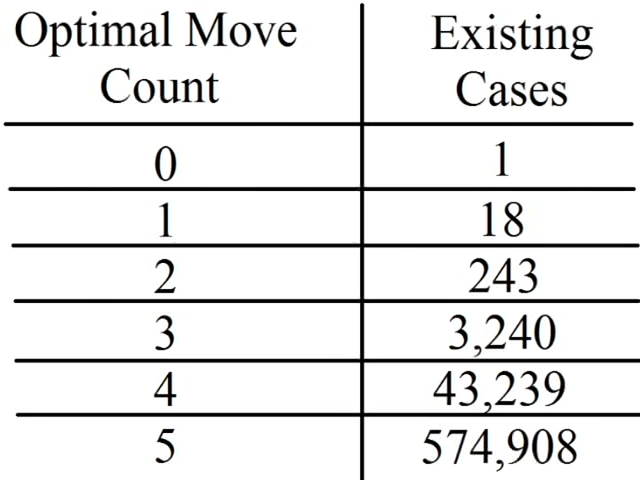 Optimal Move Count | Existing Cases
0 | 1
1 | 18
2 | 243
3 | 3,240
4 | 43,239
5 | 574,908